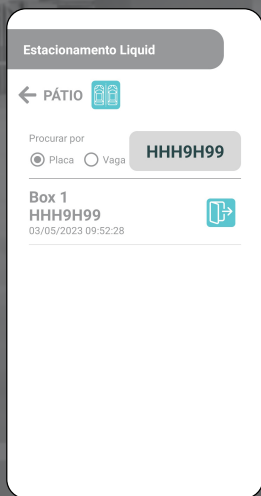 Estacionamento Liquid
PÁTIO
Procurar por
Placa Vaga HHH9H99
Box 1
HHH9H99
03/05/2023 09:52:28